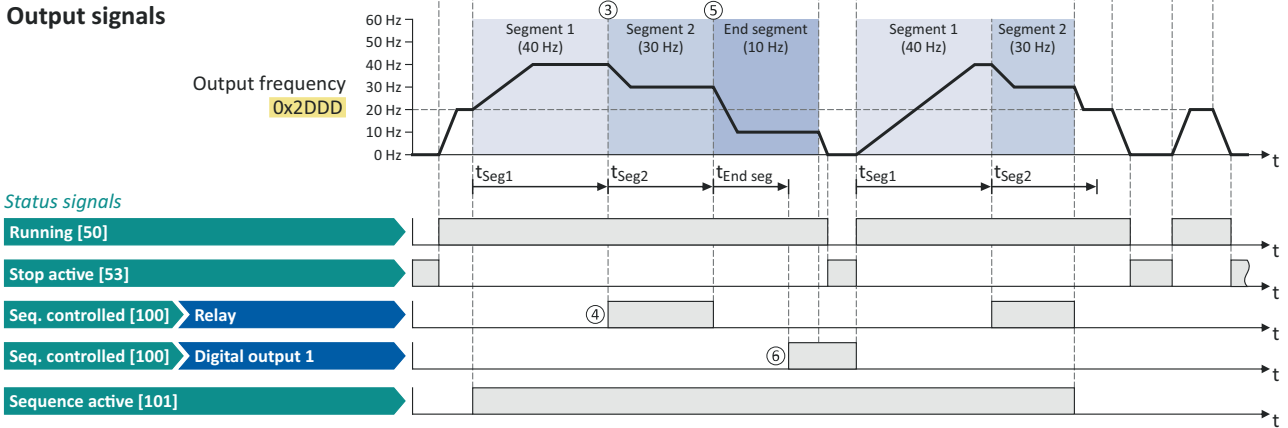 Output signals
Output frequency
0x2DDD
60 Hz
50 Hz
40 Hz
30 Hz
20 Hz
10 Hz
0 Hz
③
⑤
Segment 1
(40 Hz)
Segment 2
(30 Hz)
End segment
(10 Hz)
Segment 1
(40 Hz)
Segment 2
(30 Hz)
t
tSeg1
tSeg2
tEnd seg
tSeg1
tSeg2
Status signals
Running [50]
t
Stop active [53]
t
Seq. controlled [100] Relay
④
t
Seq. controlled [100] Digital output 1
⑥
t
Sequence active [101]
t